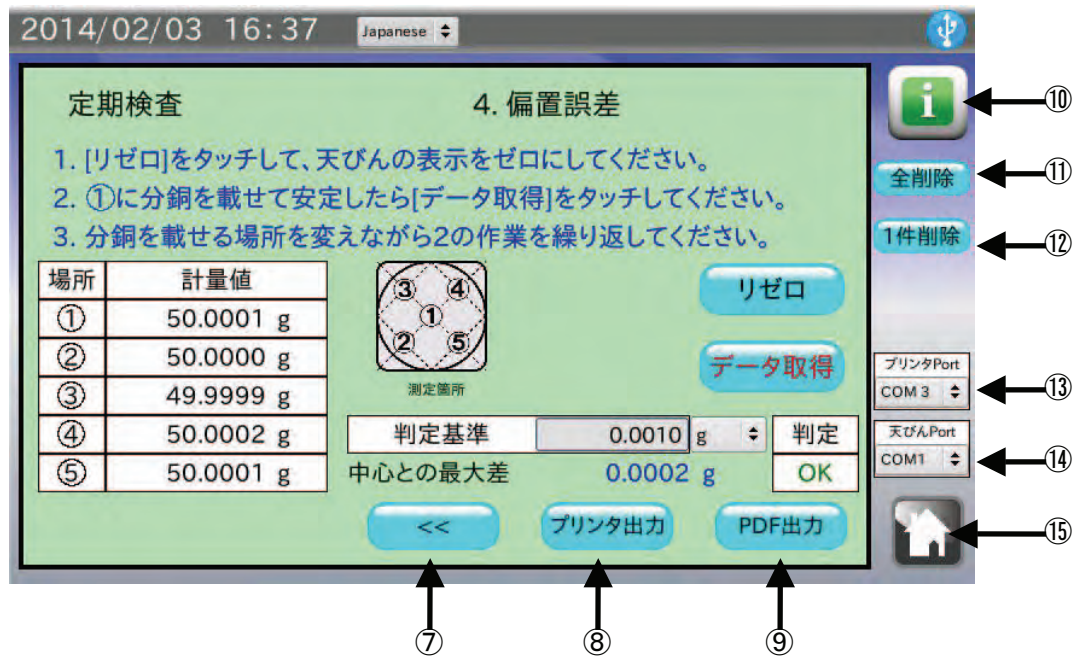 2014/02/03 16:37 Japanese
定期検査 4. 偏置誤差
1. [リゼロ]をタッチして、天びんの表示をゼロにしてください。
2. ①に分銅を載せて安定したら[データ取得]をタッチしてください。
3. 分銅を載せる場所を変えながら2の作業を繰り返してください。
場所 計量値
① 50.0001 g
② 50.0000 g
③ 49.9999 g
④ 50.0002 g
⑤ 50.0001 g
③ ④
①
② ⑤
測定箇所
リゼロ
データ取得
判定基準 0.0010 g 判定
中心との最大差 0.0002 g OK
<< プリンタ出力 PDF出力
i
全削除
1件削除
プリンタPort
COM 3
天びんPort
COM1
⑩
⑪
⑫
⑬
⑭
⑮
⑦ ⑧ ⑨